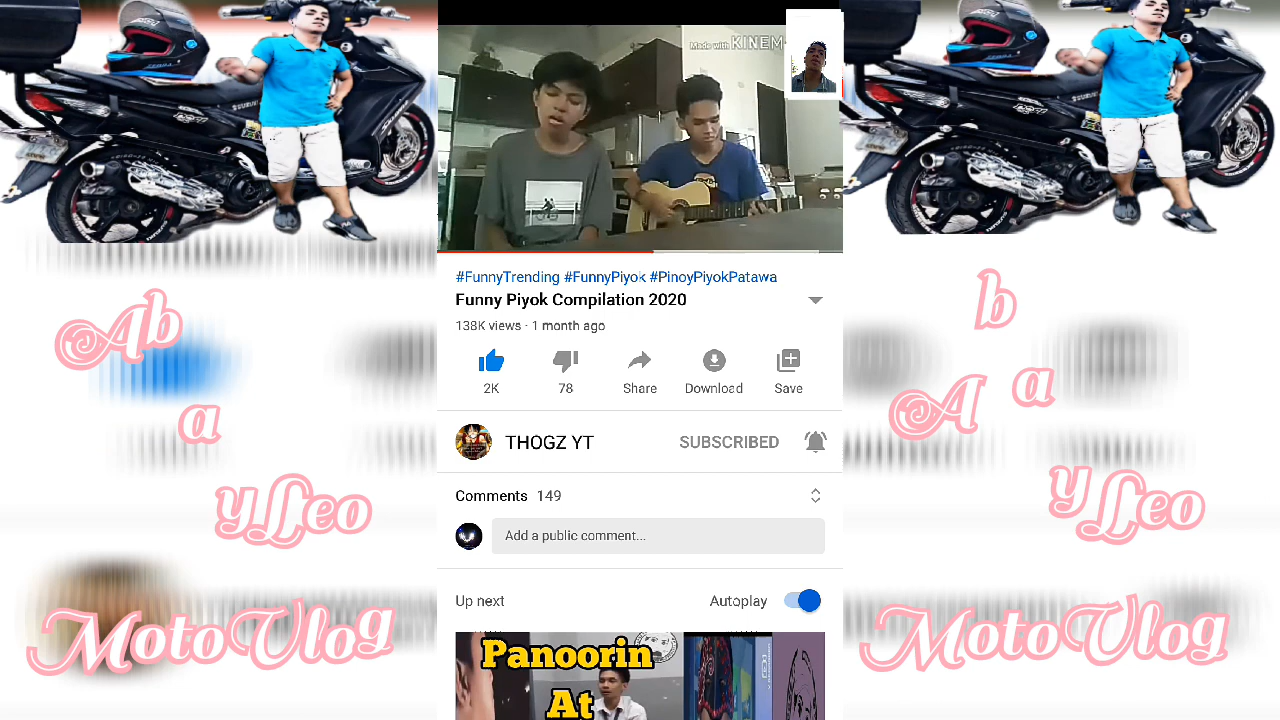 Made with KINEM
#FunnyTrending #FunnyPiyok #PinoyPiyokPatawa
Funny Piyok Compilation 2020
138K views · 1 month ago
2K
78
Share
Download
Save
THOGZ YT
SUBSCRIBED
Comments 149
Add a public comment...
Up next
Autoplay
Panoorin
At
Ab
a
yLeo
MotoVlog
b
A a
yLeo
MotoVlog